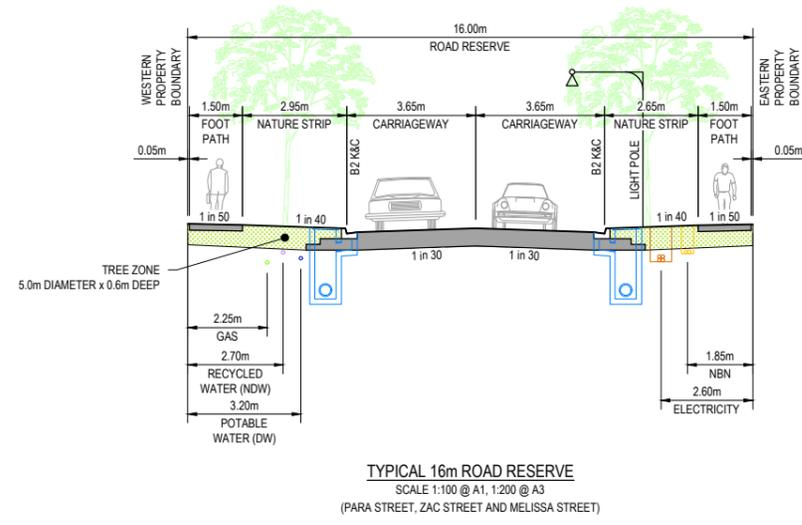 16.00m
ROAD RESERVE
WESTERN
PROPERTY
BOUNDARY
EASTERN
PROPERTY
BOUNDARY
1.50m
FOOT
PATH
2.95m
NATURE STRIP
3.65m
CARRIAGEWAY
3.65m
CARRIAGEWAY
2.65m
NATURE STRIP
1.50m
FOOT
PATH
0.05m
B2 K&C
B2 K&C
LIGHT POLE
0.05m
1 in 50
1 in 40
1 in 30
1 in 30
1 in 40
1 in 50
TREE ZONE
5.0m DIAMETER x 0.6m DEEP
2.25m
GAS
2.70m
RECYCLED
WATER (NDW)
3.20m
POTABLE
WATER (DW)
1.85m
NBN
2.60m
ELECTRICITY
TYPICAL 16m ROAD RESERVE
SCALE 1:100 @ A1, 1:200 @ A3
(PARA STREET, ZAC STREET AND MELISSA STREET)